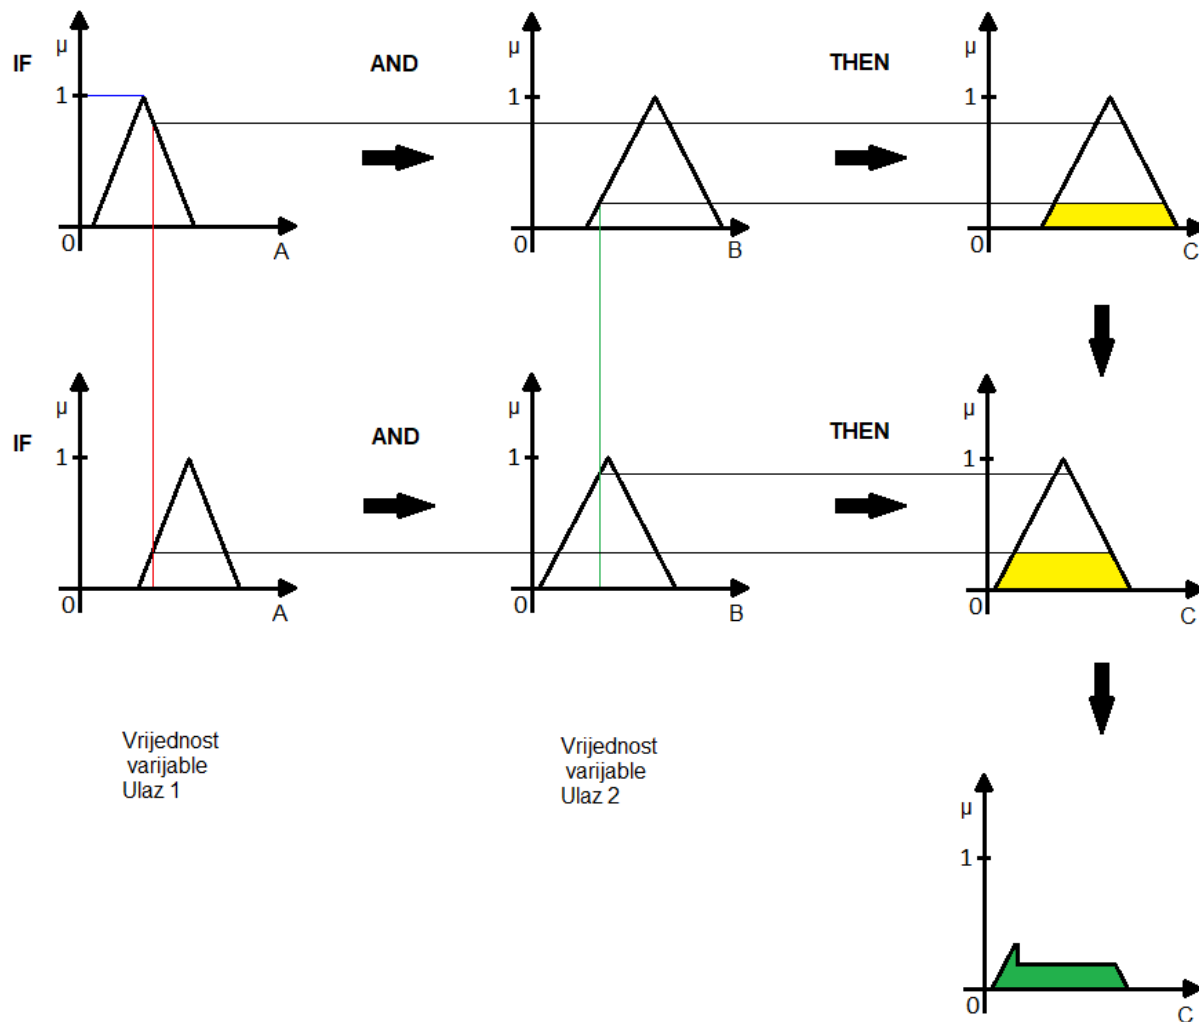 IF
μ
1
0
A
AND
μ
1
0
B
THEN
μ
1
0
C
IF
μ
1
0
A
AND
μ
1
0
B
THEN
μ
1
0
C
Vrijednost
varijable
Ulaz 1
Vrijednost
varijable
Ulaz 2
μ
1
0
C